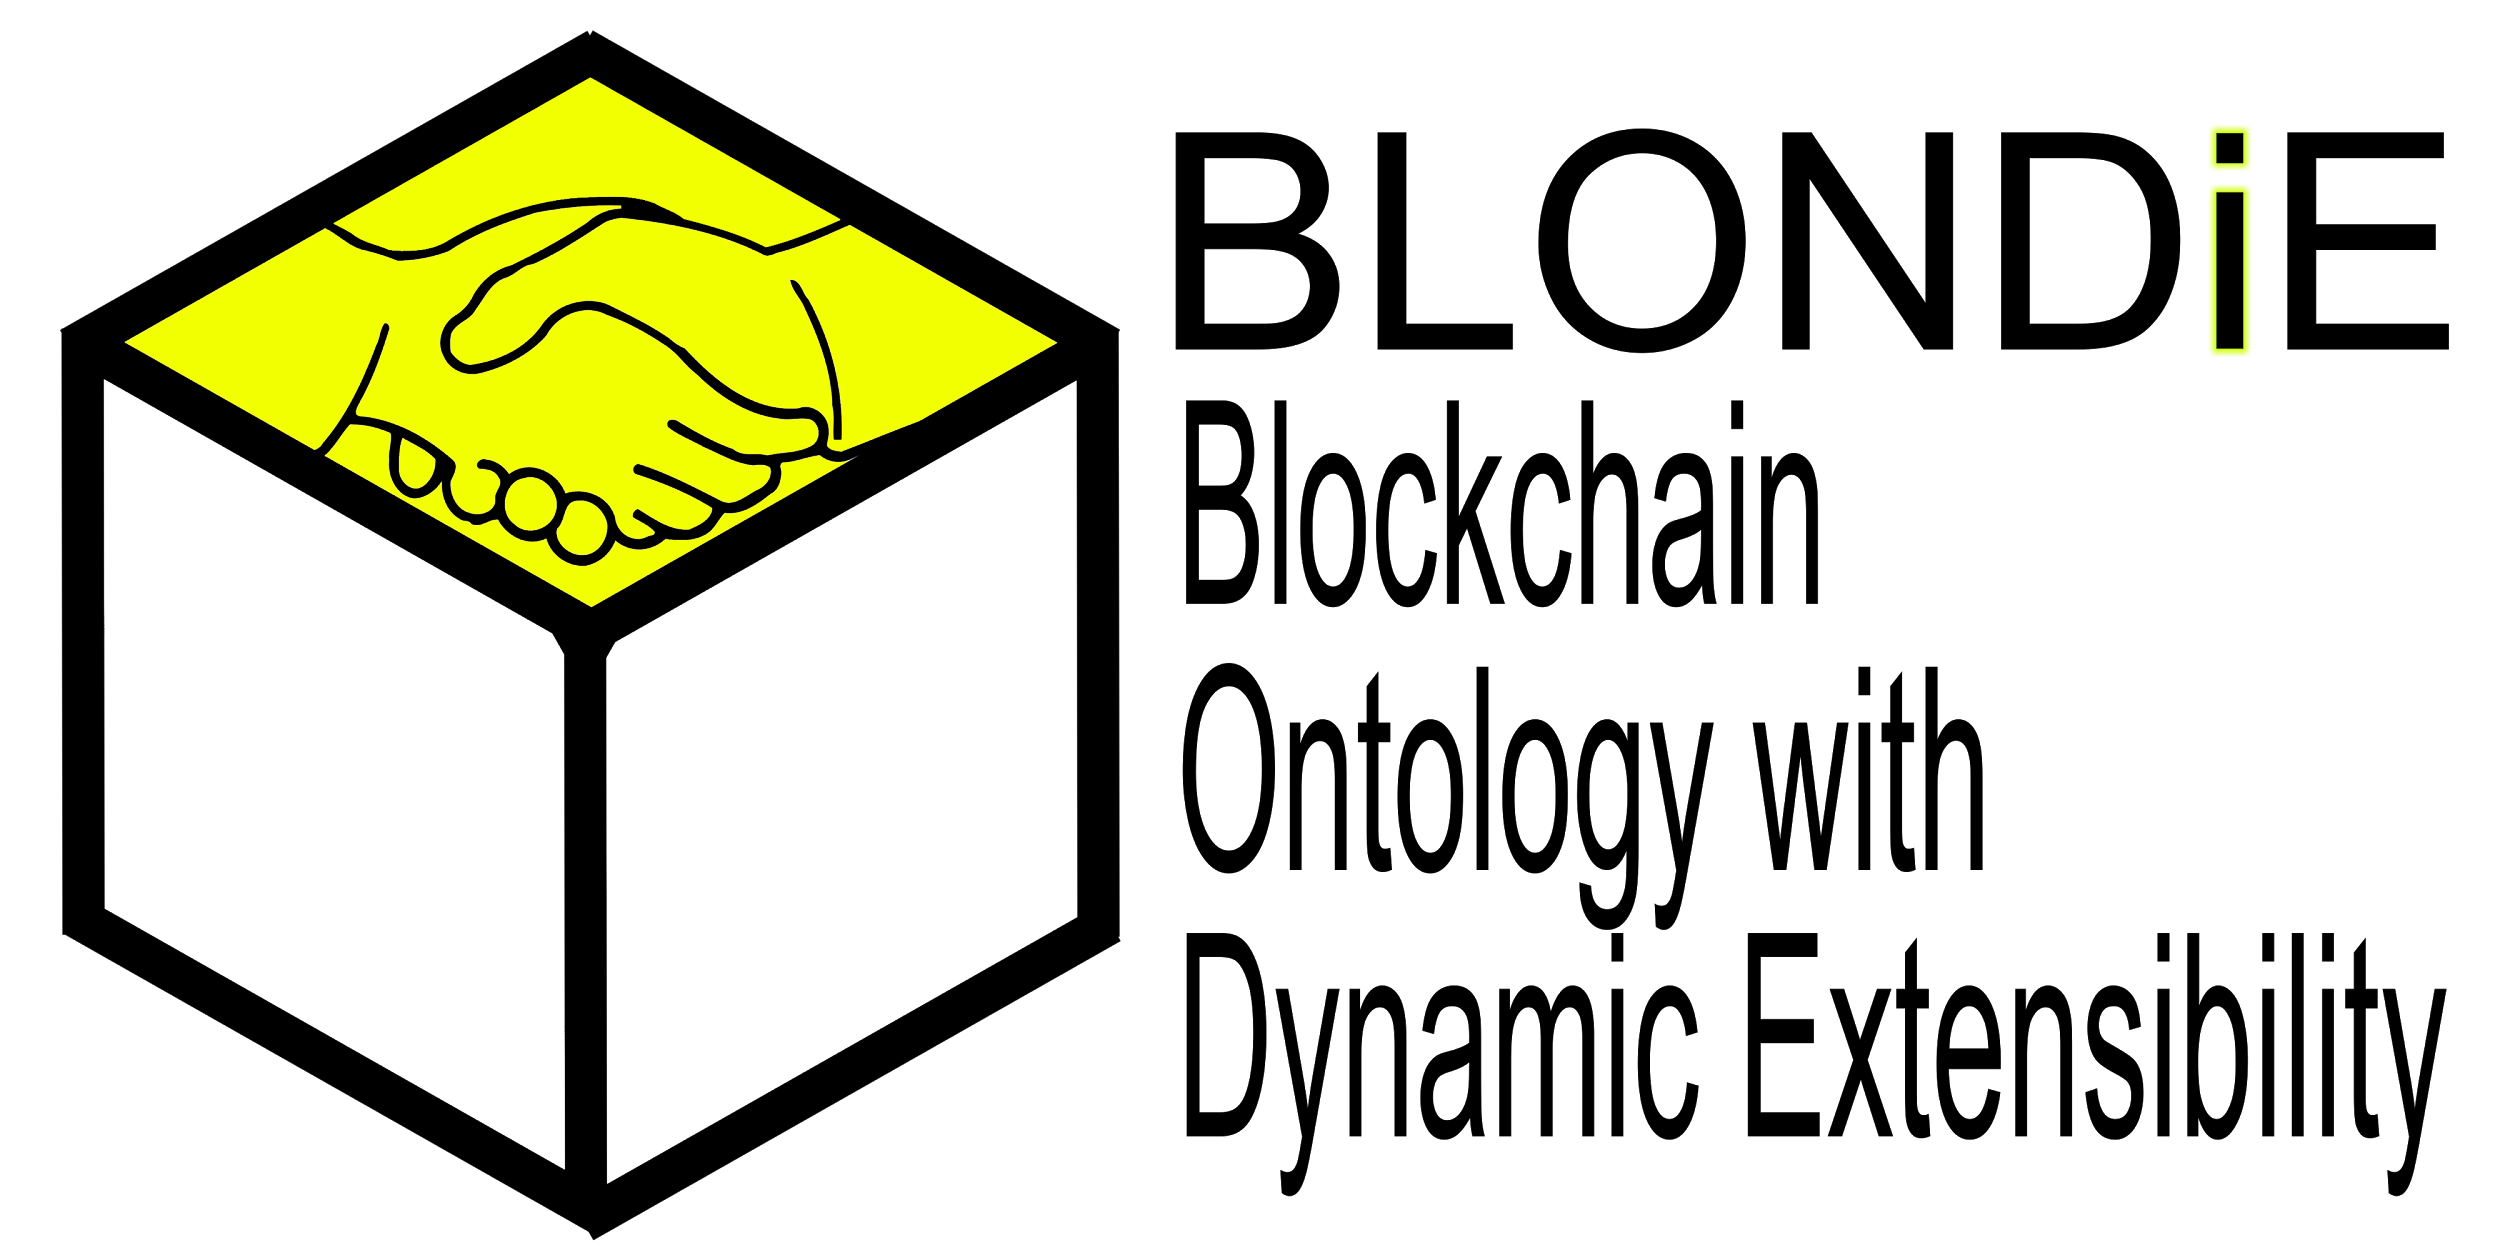 BLONDiE
Blockchain
Ontology with
Dynamic Extensibility